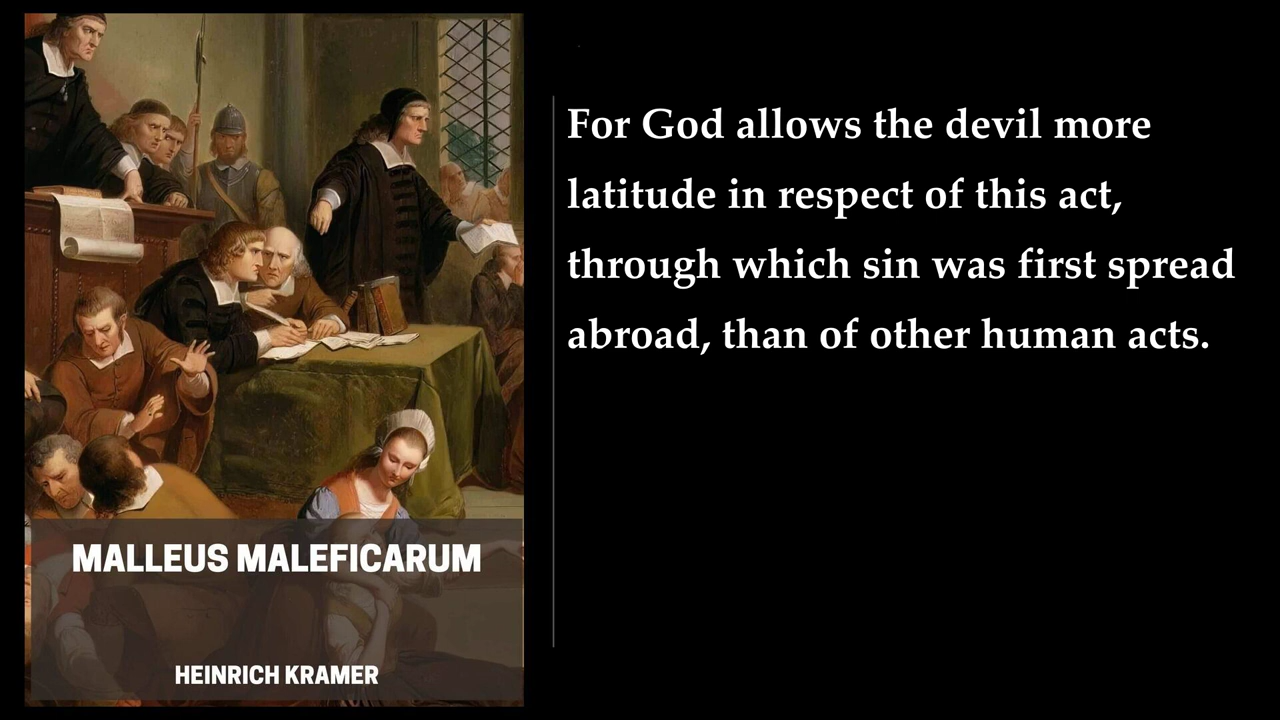 MALLEUS MALEFICARUM
HEINRICH KRAMER
For God allows the devil more
latitude in respect of this act,
through which sin was first spread
abroad, than of other human acts.